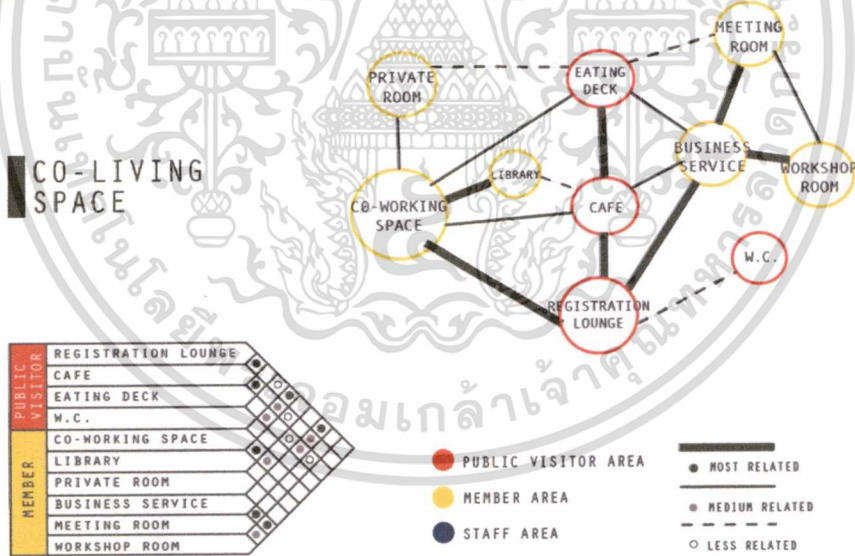 MEETING
ROOM
PRIVATE
ROOM
EATING
DECK
BUSINESS
SERVICE
WORKSHOP
ROOM
LIBRARY
CO-LIVING
SPACE
CO-WORKING
SPACE
CAFE
W.C.
REGISTRATION
LOUNGE
PUBLIC
VISITOR
REGISTRATION LOUNGE
CAFE
EATING DECK
W.C.
MEMBER
CO-WORKING SPACE
LIBRARY
PRIVATE ROOM
BUSINESS SERVICE
MEETING ROOM
WORKSHOP ROOM
PUBLIC VISITOR AREA
MEMBER AREA
STAFF AREA
MOST RELATED
MEDIUM RELATED
LESS RELATED